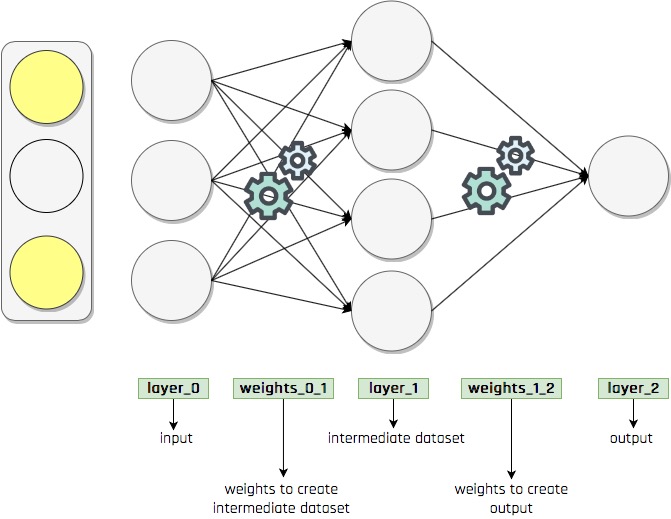 layer_0
weights_0_1
layer_1
weights_1_2
layer_2
input
intermediate dataset
output
weights to create
intermediate dataset
weights to create
output